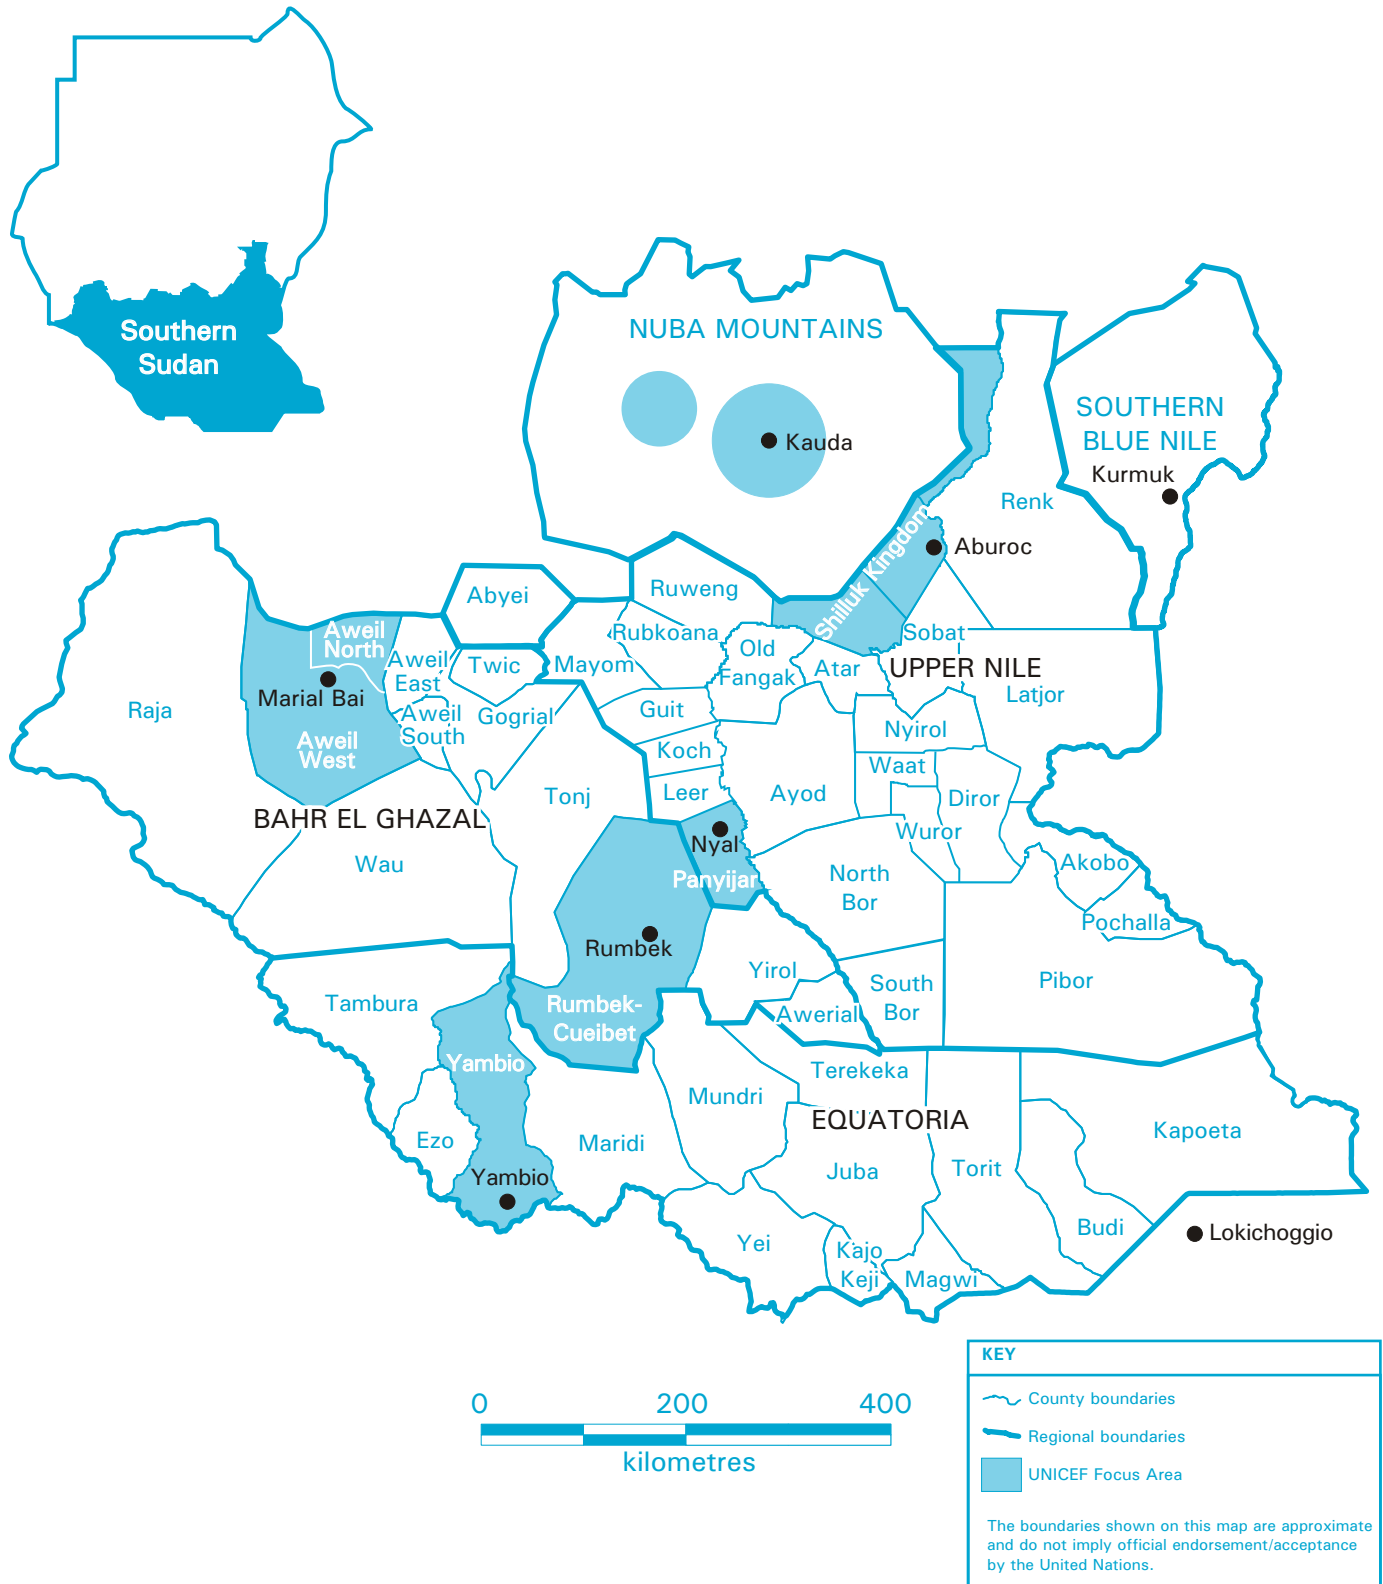 Southern
Sudan
NUBA MOUNTAINS
Kauda
SOUTHERN
BLUE NILE
Kurmuk
Renk
Shilluk Kingdom
Aburoc
Abyei
Ruweng
Rubkoana
Sobat
Aweil
North
Aweil
East
Twic
Mayom
Old
Fangak
Atar
UPPER NILE
Latjor
Raja
Marial Bai
Aweil
South
Gogrial
Guit
Nyirol
Aweil
West
Koch
Waat
Leer
Tonj
Ayod
Diror
BAHR EL GHAZAL
Wuror
Nyal
Wau
Panyijar
North
Bor
Akobo
Pochalla
Rumbek
Yirol
South
Bor
Pibor
Tambura
Rumbek-
Cueibet
Awerial
Yambio
Terekeka
Mundri
EQUATORIA
Ezo
Maridi
Kapoeta
Yambio
Juba
Torit
Yei
Kajo
Keji
Magwi
Budi
Lokichoggio
KEY
County boundaries
Regional boundaries
UNICEF Focus Area
The boundaries shown on this map are approximate
and do not imply official endorsement/acceptance
by the United Nations.
0 200 400
kilometres